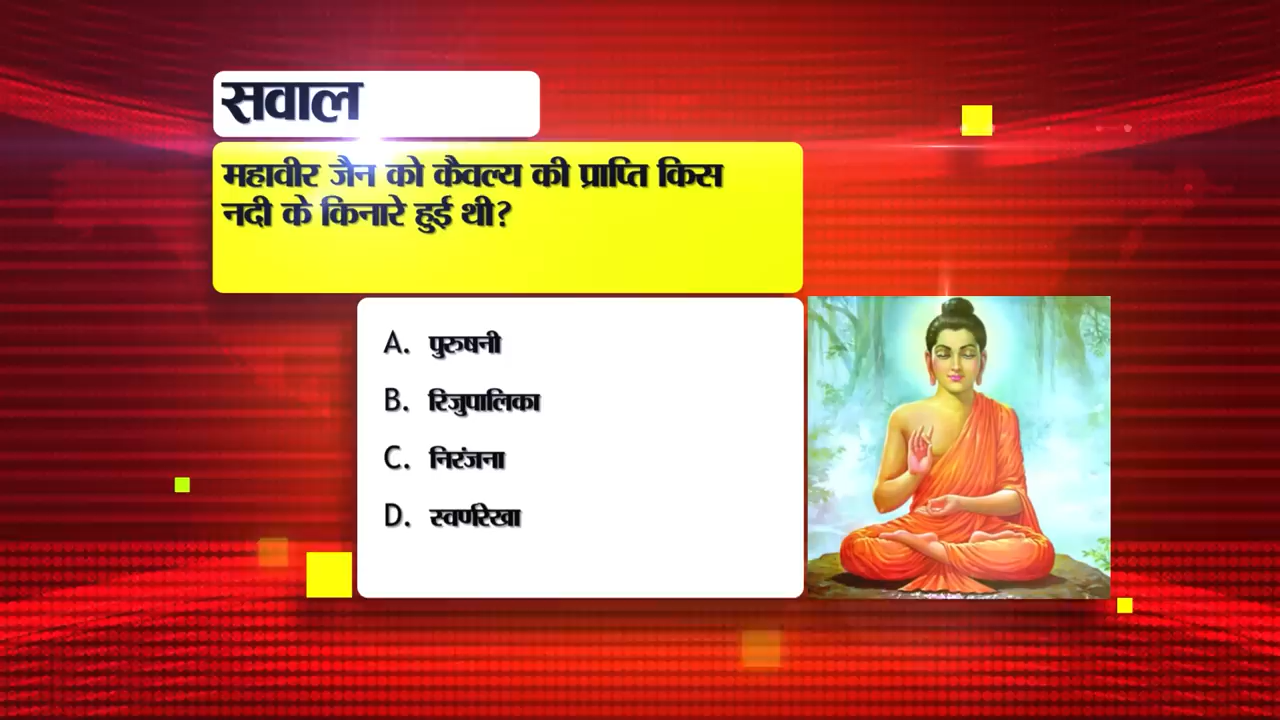 सवाल
महावीर जैन को कैवल्य की प्राप्ति किस
नदी के किनारे हुई थी?
A. पुरुषनी
B. रिजुपालिका
C. निरंजना
D. स्वर्णरेखा